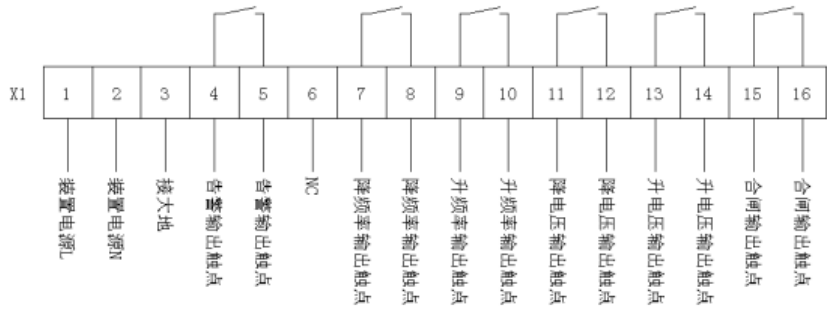 X1 1 2 3 4 5 6 7 8 9 10 11 12 13 14 15 16
装置电源L
装置电源N
接大地
告警输出触点
告警输出触点
NC
降频率输出触点
降频率输出触点
升频率输出触点
升频率输出触点
降电压输出触点
降电压输出触点
升电压输出触点
升电压输出触点
合闸输出触点
合闸输出触点